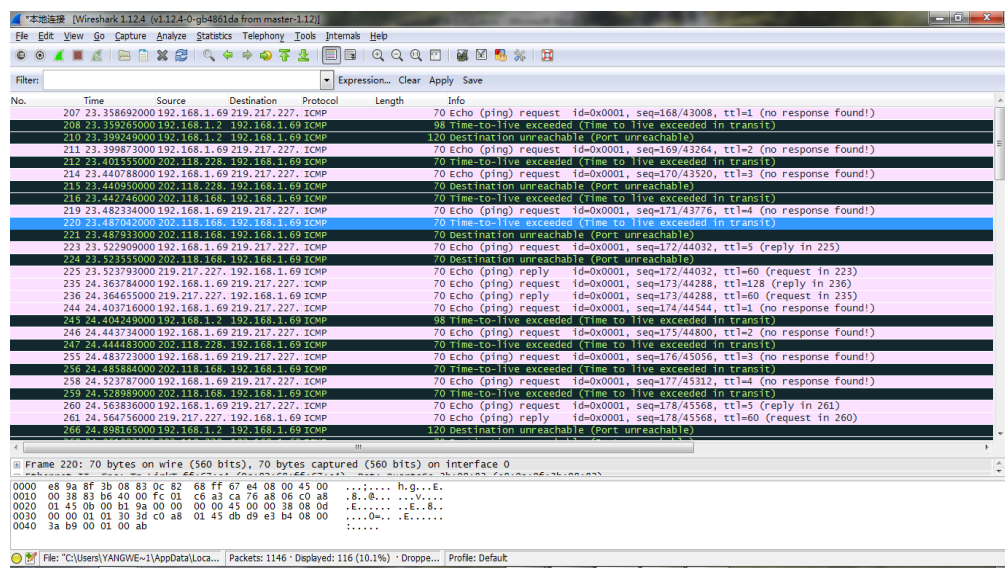 *本地连接 [Wireshark 1.12.4 (v1.12.4-0-gb4861da from master-1.12)]
File Edit View Go Capture Analyze Statistics Telephony Tools Internals Help
Filter: Expression... Clear Apply Save
No. Time Source Destination Protocol Length Info
207 23.358692000 192.168.1.69 219.217.227. ICMP 70 Echo (ping) request id=0x0001, seq=168/43008, ttl=1 (no response found!)
208 23.359265000 192.168.1.2 192.168.1.69 ICMP 98 Time-to-live exceeded (Time to live exceeded in transit)
210 23.399249000 192.168.1.2 192.168.1.69 ICMP 120 Destination unreachable (Port unreachable)
211 23.399873000 192.168.1.69 219.217.227. ICMP 70 Echo (ping) request id=0x0001, seq=169/43264, ttl=2 (no response found!)
212 23.401555000 202.118.228. 192.168.1.69 ICMP 70 Time-to-live exceeded (Time to live exceeded in transit)
214 23.440788000 192.168.1.69 219.217.227. ICMP 70 Echo (ping) request id=0x0001, seq=170/43520, ttl=3 (no response found!)
215 23.440950000 202.118.228. 192.168.1.69 ICMP 70 Destination unreachable (Port unreachable)
216 23.442746000 202.118.168. 192.168.1.69 ICMP 70 Time-to-live exceeded (Time to live exceeded in transit)
219 23.482334000 192.168.1.69 219.217.227. ICMP 70 Echo (ping) request id=0x0001, seq=171/43776, ttl=4 (no response found!)
220 23.487042000 202.118.168. 192.168.1.69 ICMP 70 Time-to-live exceeded (Time to live exceeded in transit)
221 23.487933000 202.118.168. 192.168.1.69 ICMP 70 Destination unreachable (Port unreachable)
223 23.522909000 192.168.1.69 219.217.227. ICMP 70 Echo (ping) request id=0x0001, seq=172/44032, ttl=5 (reply in 225)
224 23.523555000 202.118.168. 192.168.1.69 ICMP 70 Destination unreachable (Port unreachable)
225 23.523793000 219.217.227. 192.168.1.69 ICMP 70 Echo (ping) reply id=0x0001, seq=172/44032, ttl=60 (request in 223)
235 24.363784000 192.168.1.69 219.217.227. ICMP 70 Echo (ping) request id=0x0001, seq=173/44288, ttl=128 (reply in 236)
236 24.364655000 219.217.227. 192.168.1.69 ICMP 70 Echo (ping) reply id=0x0001, seq=173/44288, ttl=60 (request in 235)
244 24.403716000 192.168.1.69 219.217.227. ICMP 70 Echo (ping) request id=0x0001, seq=174/44544, ttl=1 (no response found!)
245 24.404249000 192.168.1.2 192.168.1.69 ICMP 98 Time-to-live exceeded (Time to live exceeded in transit)
246 24.443734000 192.168.1.69 219.217.227. ICMP 70 Echo (ping) request id=0x0001, seq=175/44800, ttl=2 (no response found!)
247 24.444483000 202.118.228. 192.168.1.69 ICMP 70 Time-to-live exceeded (Time to live exceeded in transit)
255 24.483723000 192.168.1.69 219.217.227. ICMP 70 Echo (ping) request id=0x0001, seq=176/45056, ttl=3 (no response found!)
256 24.485884000 202.118.168. 192.168.1.69 ICMP 70 Time-to-live exceeded (Time to live exceeded in transit)
258 24.523787000 192.168.1.69 219.217.227. ICMP 70 Echo (ping) request id=0x0001, seq=177/45312, ttl=4 (no response found!)
259 24.528989000 202.118.168. 192.168.1.69 ICMP 70 Time-to-live exceeded (Time to live exceeded in transit)
260 24.563836000 192.168.1.69 219.217.227. ICMP 70 Echo (ping) request id=0x0001, seq=178/45568, ttl=5 (reply in 261)
261 24.564756000 219.217.227. 192.168.1.69 ICMP 70 Echo (ping) reply id=0x0001, seq=178/45568, ttl=60 (request in 260)
266 24.898165000 192.168.1.2 192.168.1.69 ICMP 120 Destination unreachable (Port unreachable)
Frame 220: 70 bytes on wire (560 bits), 70 bytes captured (560 bits) on interface 0
0000 e8 9a 8f 3b 08 83 0c 82 68 ff 67 e4 08 00 45 00 ...;.... h.g...E.
0010 00 38 83 b6 40 00 fc 01 c6 a3 ca 76 a8 06 c0 a8 .8..@... ...v....
0020 01 45 0b 00 b1 9a 00 00 00 00 45 00 00 38 08 0d .E...... ..E..8..
0030 00 00 01 01 30 3d c0 a8 01 45 db d9 e3 b4 08 00 ....0=.. .E......
0040 3a b9 00 01 00 ab :.....
File: "C:\Users\YANGWE~1\AppData\Loca... Packets: 1146 · Displayed: 116 (10.1%) · Droppe... Profile: Default